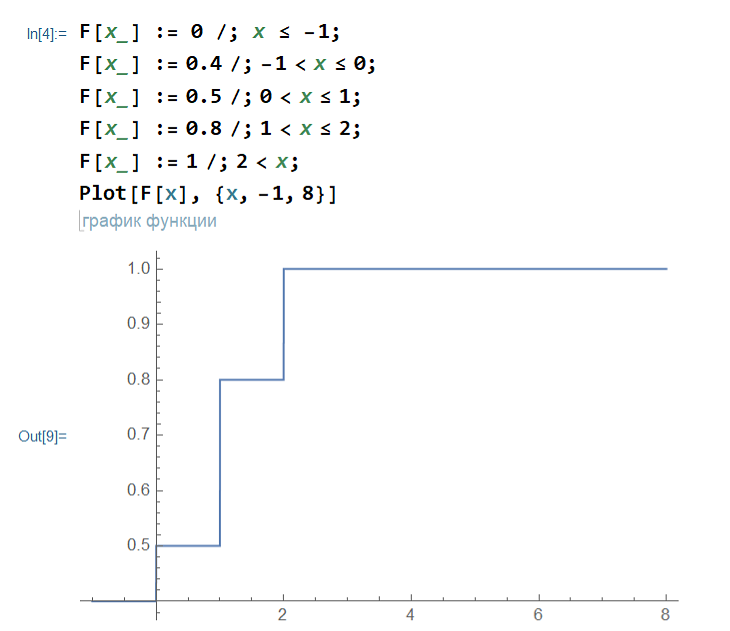 In[4]:= F[x_] := 0 /; x ≤ -1;
F[x_] := 0.4 /; -1 < x ≤ 0;
F[x_] := 0.5 /; 0 < x ≤ 1;
F[x_] := 0.8 /; 1 < x ≤ 2;
F[x_] := 1 /; 2 < x;
Plot[F[x], {x, -1, 8}]
график функции
1.0
0.9
0.8
Out[9]= 0.7
0.6
0.5
2 4 6 8